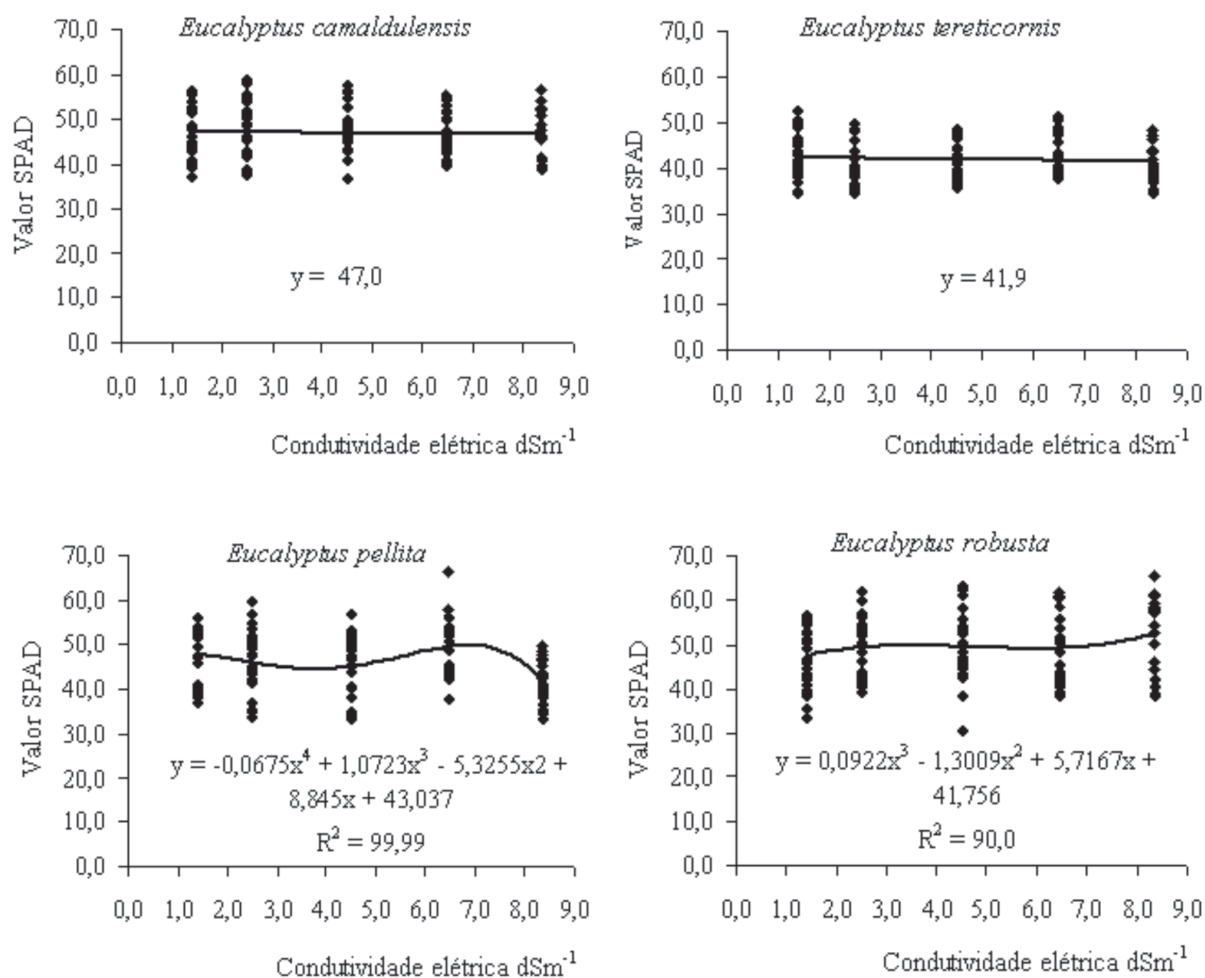 Eucalyptus camaldulensis
70,0
60,0
50,0
40,0
30,0
20,0
10,0
0,0
Valor SPAD
y = 47,0
0,0 1,0 2,0 3,0 4,0 5,0 6,0 7,0 8,0 9,0
Condutividade elétrica dSm⁻¹
Eucalyptus tereticornis
70,0
60,0
50,0
40,0
30,0
20,0
10,0
0,0
Valor SPAD
y = 41,9
0,0 1,0 2,0 3,0 4,0 5,0 6,0 7,0 8,0 9,0
Condutividade elétrica dSm⁻¹
Eucalyptus pellita
70,0
60,0
50,0
40,0
30,0
20,0
10,0
0,0
Valor SPAD
y = -0,0675x⁴ + 1,0723x³ - 5,3255x2 +
8,845x + 43,037
R² = 99,99
0,0 1,0 2,0 3,0 4,0 5,0 6,0 7,0 8,0 9,0
Condutividade elétrica dSm⁻¹
Eucalyptus robusta
70,0
60,0
50,0
40,0
30,0
20,0
10,0
0,0
Valor SPAD
y = 0,0922x³ - 1,3009x² + 5,7167x +
41,756
R² = 90,0
0,0 1,0 2,0 3,0 4,0 5,0 6,0 7,0 8,0 9,0
Condutividade elétrica dSm⁻¹